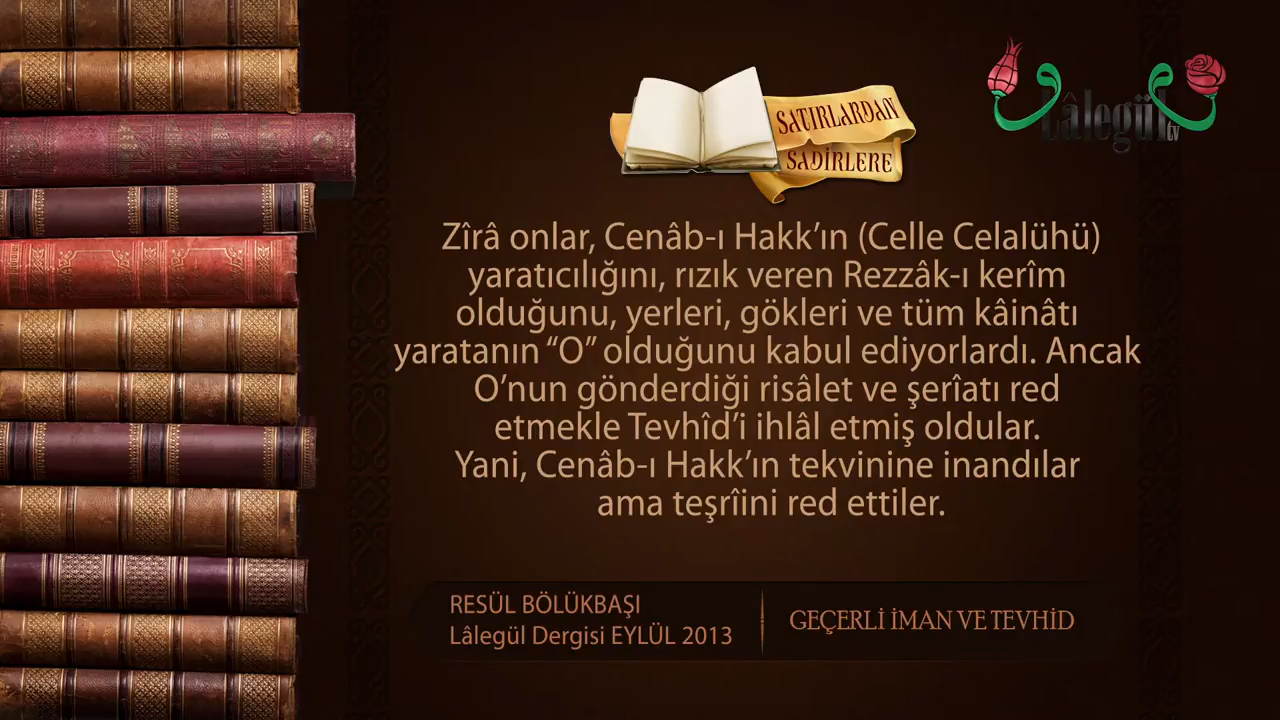 SATIRLARDAN
SADIRLERE
Lâlegül tv
Zîrâ onlar, Cenâb-ı Hakk’ın (Celle Celalühü)
yaratıcılığını, rızık veren Rezzâk-ı kerîm
olduğunu, yerleri, gökleri ve tüm kâinâtı
yaratanın “O” olduğunu kabul ediyorlardı. Ancak
O’nun gönderdiği risâlet ve şerîatı red
etmekle Tevhîd’i ihlâl etmiş oldular.
Yani, Cenâb-ı Hakk’ın tekvinine inandılar
ama teşrîini red ettiler.
RESÜL BÖLÜKBAŞI
Lâlegül Dergisi EYLÜL 2013
GEÇERLİ İMAN VE TEVHİD